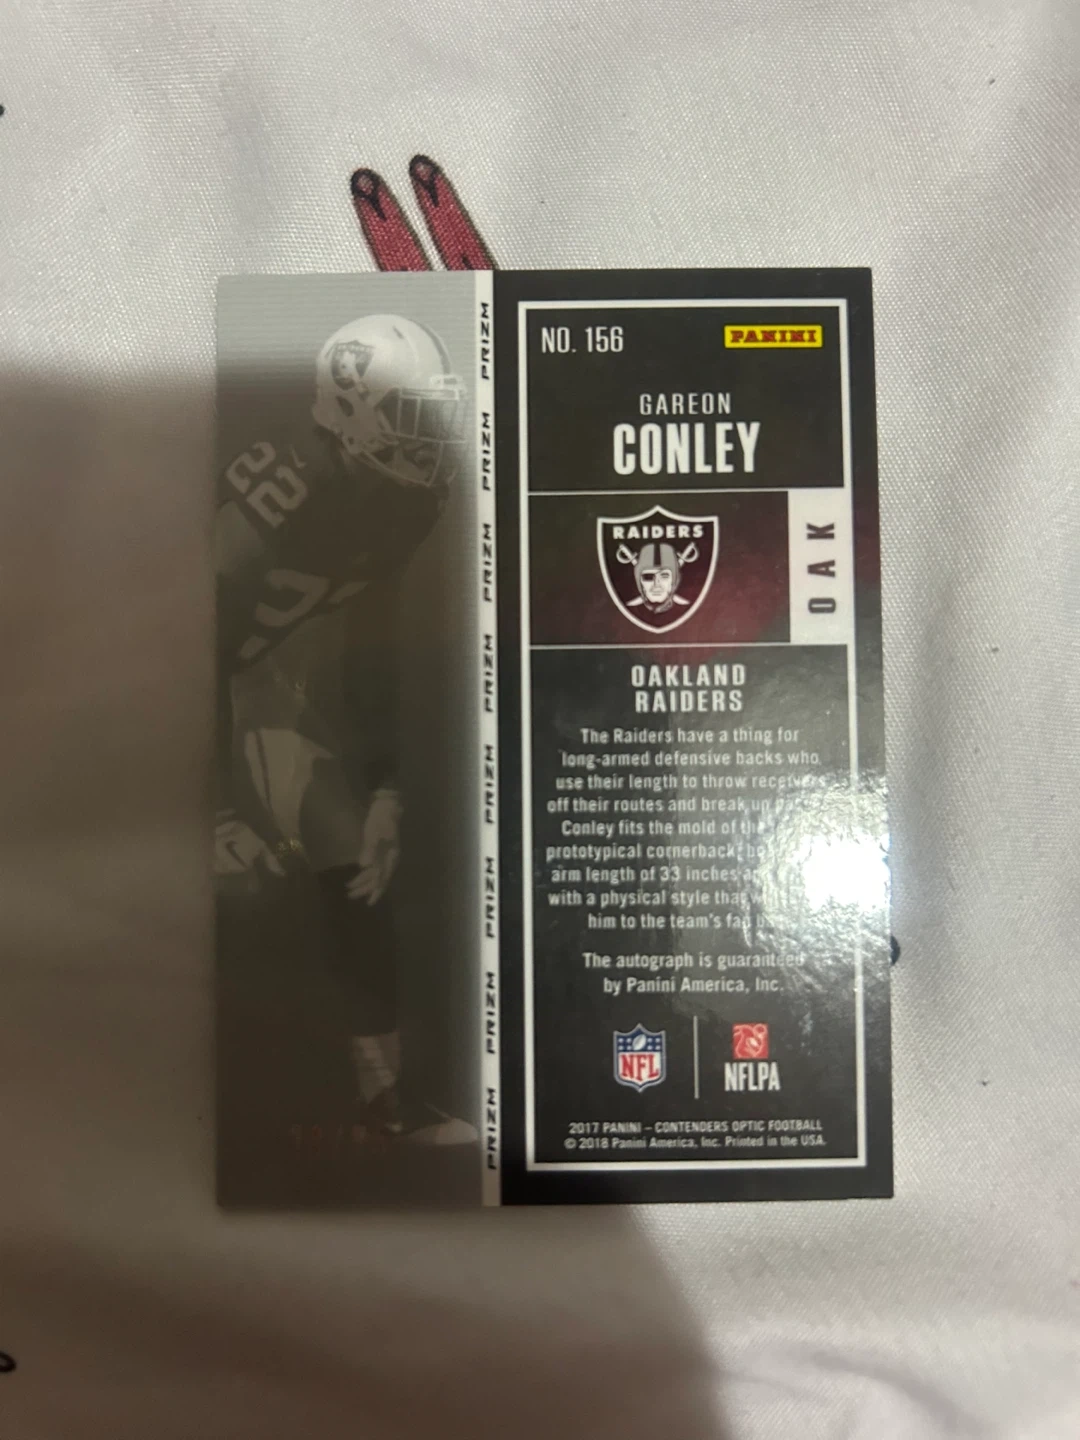 NO. 156
PANINI
GAREON
CONLEY
RAIDERS
OAK
OAKLAND
RAIDERS
The Raiders have a thing for
long-armed defensive backs who
use their length to throw receivers
off their routes and break up
Conley fits the mold of the
prototypical cornerback,
arm length of 33 inches
with a physical style that
him to the team's fan
The autograph is guaranteed
by Panini America, Inc.
NFL
NFLPA
2017 PANINI – CONTENDERS OPTIC FOOTBALL
© 2018 Panini America, Inc. Printed in the USA.
PRIZM PRIZM PRIZM PRIZM PRIZM PRIZM PRIZM PRIZM
22